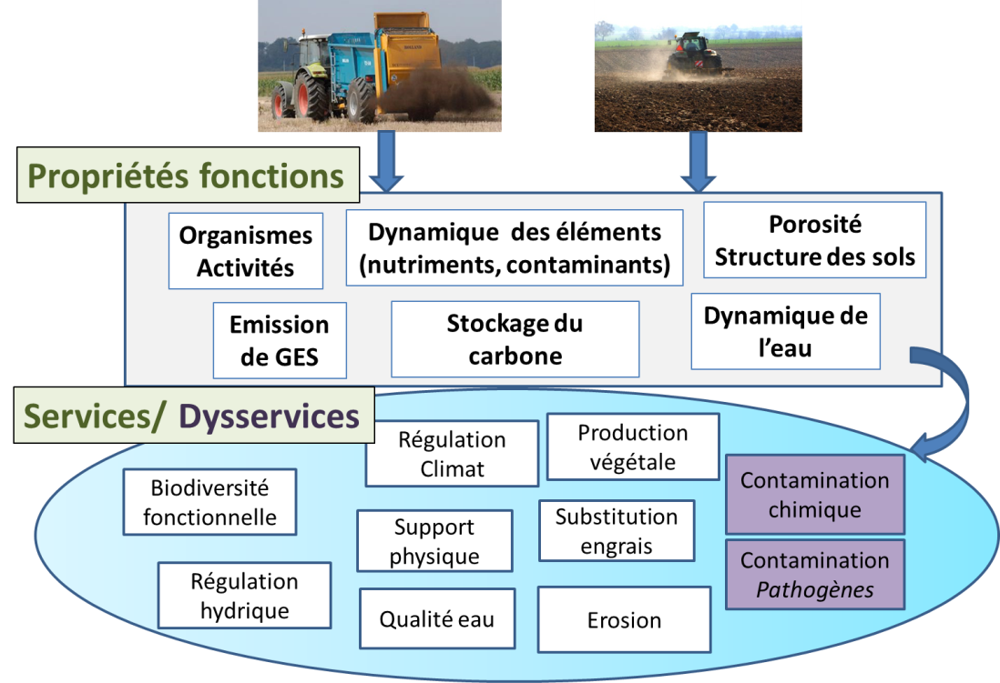 Propriétés fonctions
Organismes
Activités
Dynamique des éléments
(nutriments, contaminants)
Porosité
Structure des sols
Emission
de GES
Stockage du
carbone
Dynamique de
l’eau
Services/ Dysservices
Régulation
Climat
Production
végétale
Biodiversité
fonctionnelle
Contamination
chimique
Support
physique
Substitution
engrais
Contamination
Pathogènes
Régulation
hydrique
Qualité eau
Erosion